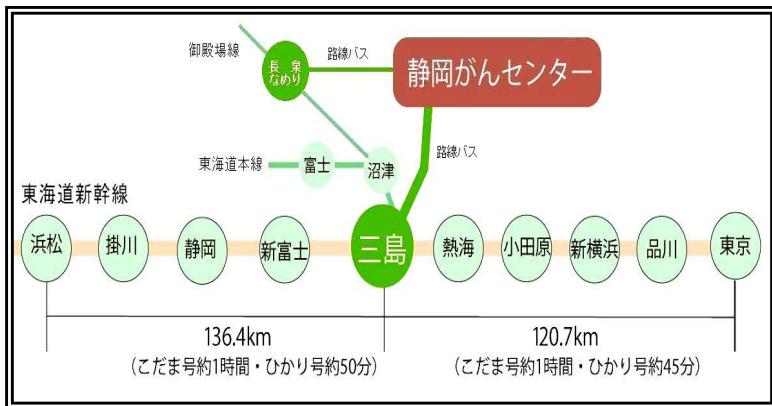 御殿場線
長泉
なめり
路線バス
静岡がんセンター
東海道本線
富士
沼津
路線バス
東海道新幹線
浜松
掛川
静岡
新富士
三島
熱海
小田原
新横浜
品川
東京
136.4km
（こだま号約1時間・ひかり号約50分）
120.7km
（こだま号約1時間・ひかり号約45分）